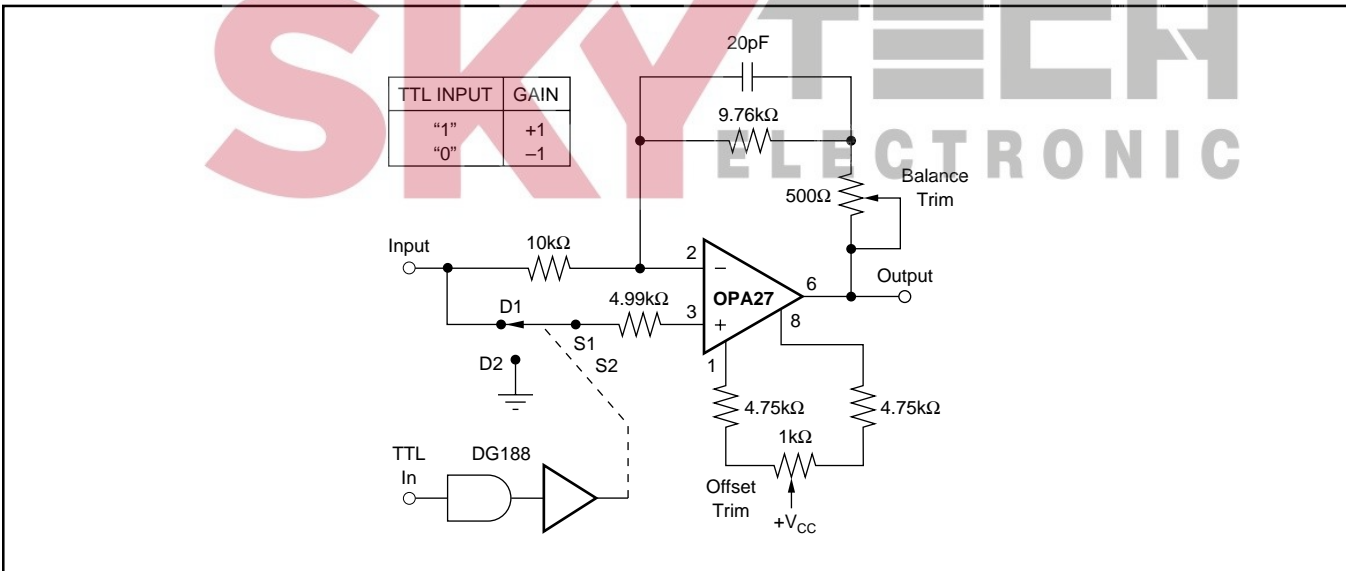 SKYTECH
ELECTRONIC
20pF
TTL INPUT GAIN
“1” +1
“0” –1
9.76kΩ
500Ω
Balance
Trim
Input
10kΩ
2
–
OPA27
6
Output
D1
4.99kΩ
3
+
8
S1
S2
D2
1
4.75kΩ
4.75kΩ
1kΩ
TTL
In
DG188
Offset
Trim
+VCC